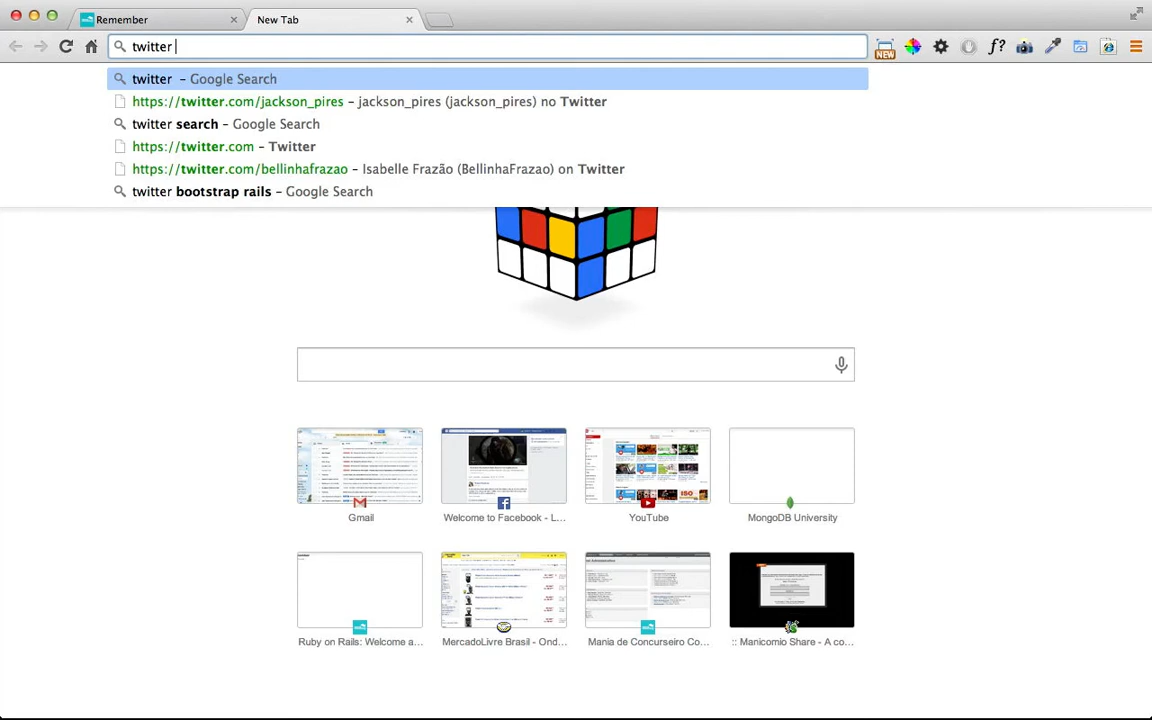 Remember
New Tab
twitter
NEW
f?
twitter – Google Search
https://twitter.com/jackson_pires – jackson_pires (jackson_pires) no Twitter
twitter search – Google Search
https://twitter.com – Twitter
https://twitter.com/bellinhafrazao – Isabelle Frazão (BellinhaFrazao) on Twitter
twitter bootstrap rails – Google Search
Gmail
Welcome to Facebook - L...
YouTube
MongoDB University
Ruby on Rails: Welcome a...
MercadoLivre Brasil - Ond...
Mania de Concurseiro Co...
:: Manicomio Share - A co...